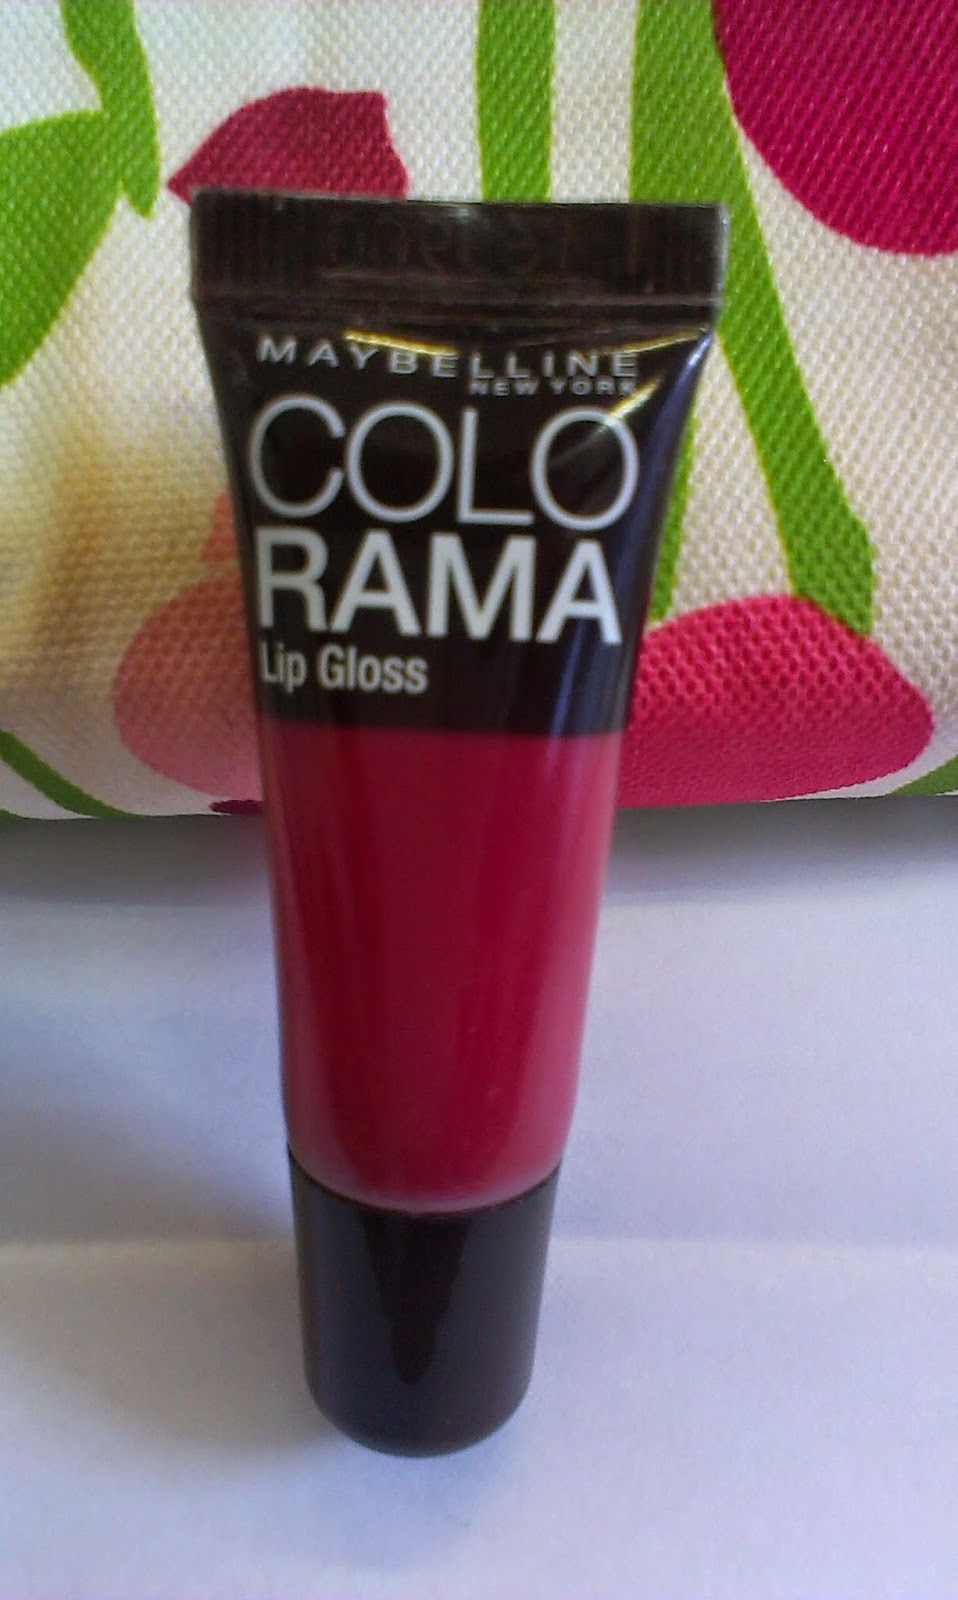 MAYBELLINE
NEW YORK
COLO
RAMA
Lip Gloss